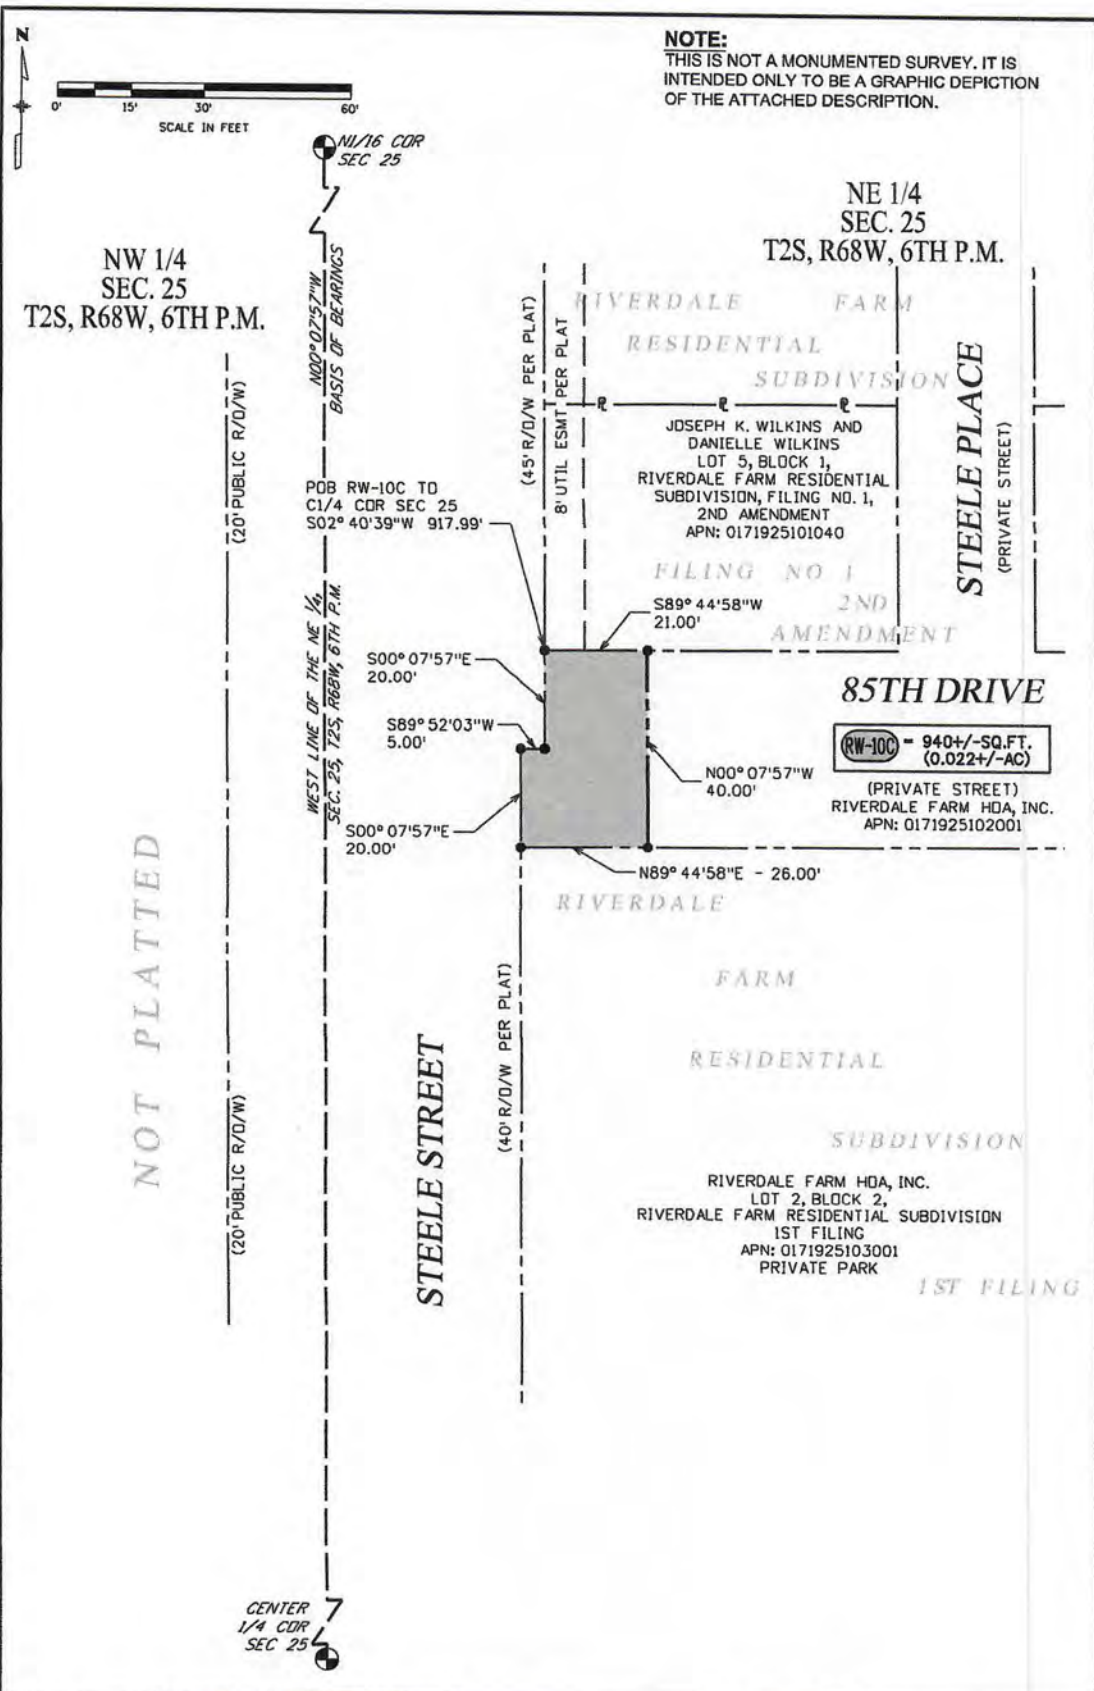 N
0' 15' 30' 60'
SCALE IN FEET
NOTE:
THIS IS NOT A MONUMENTED SURVEY. IT IS
INTENDED ONLY TO BE A GRAPHIC DEPICTION
OF THE ATTACHED DESCRIPTION.
N1/16 COR
SEC 25
NW 1/4
SEC. 25
T2S, R68W, 6TH P.M.
NE 1/4
SEC. 25
T2S, R68W, 6TH P.M.
N00°07'57"W
BASIS OF BEARINGS
(20' PUBLIC R/O/W)
(45' R/O/W PER PLAT)
8' UTIL ESMT PER PLAT
RIVERDALE FARM
RESIDENTIAL
SUBDIVISION
STEELE PLACE
(PRIVATE STREET)
PL PL PL
JOSEPH K. WILKINS AND
DANIELLE WILKINS
LOT 5, BLOCK 1,
RIVERDALE FARM RESIDENTIAL
SUBDIVISION, FILING NO. 1,
2ND AMENDMENT
APN: 0171925101040
POB RW-10C TO
C1/4 COR SEC 25
S02°40'39"W 917.99'
FILING NO 1
2ND
AMENDMENT
S89°44'58"W
21.00'
WEST LINE OF THE NE 1/4,
SEC. 25, T2S, R68W, 6TH P.M.
S00°07'57"E
20.00'
S89°52'03"W
5.00'
S00°07'57"E
20.00'
85TH DRIVE
RW-10C = 940+/-SQ.FT.
(0.022+/-AC)
(PRIVATE STREET)
RIVERDALE FARM HOA, INC.
APN: 0171925102001
N00°07'57"W
40.00'
N89°44'58"E - 26.00'
NOT PLATTED
RIVERDALE
FARM
RESIDENTIAL
SUBDIVISION
(40' R/O/W PER PLAT)
STEELE STREET
(20' PUBLIC R/O/W)
RIVERDALE FARM HOA, INC.
LOT 2, BLOCK 2,
RIVERDALE FARM RESIDENTIAL SUBDIVISION
1ST FILING
APN: 0171925103001
PRIVATE PARK
1ST FILING
CENTER
1/4 COR
SEC 25